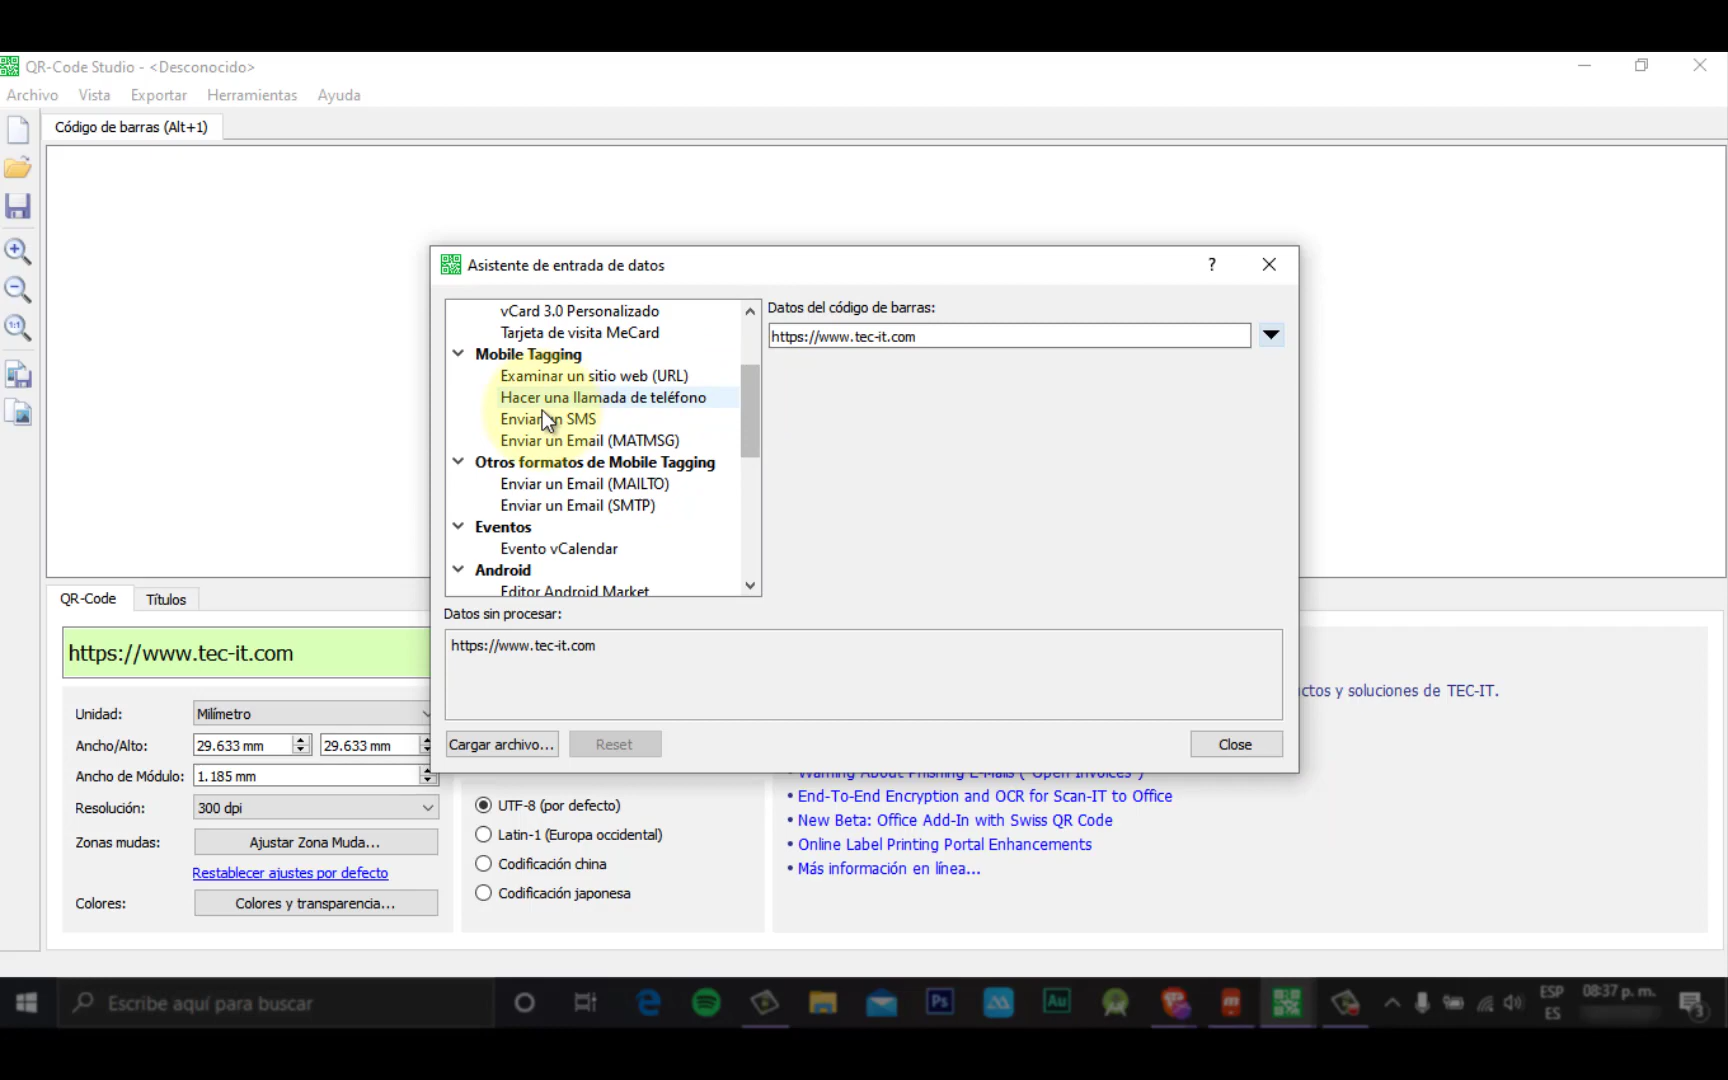 QR-Code Studio - <Desconocido>
Archivo Vista Exportar Herramientas Ayuda
Código de barras (Alt+1)
Asistente de entrada de datos
?
vCard 3.0 Personalizado
Tarjeta de visita MeCard
Mobile Tagging
Examinar un sitio web (URL)
Hacer una llamada de teléfono
Enviar un SMS
Enviar un Email (MATMSG)
Otros formatos de Mobile Tagging
Enviar un Email (MAILTO)
Enviar un Email (SMTP)
Eventos
Evento vCalendar
Android
Editor Android Market
Datos del código de barras:
https://www.tec-it.com
Datos sin procesar:
https://www.tec-it.com
Cargar archivo... Reset Close
QR-Code Títulos
https://www.tec-it.com
Unidad: Milímetro
Ancho/Alto: 29.633 mm 29.633 mm
Ancho de Módulo: 1.185 mm
Resolución: 300 dpi
Zonas mudas: Ajustar Zona Muda...
Restablecer ajustes por defecto
Colores: Colores y transparencia...
UTF-8 (por defecto)
Latin-1 (Europa occidental)
Codificación china
Codificación japonesa
ctos y soluciones de TEC-IT.
• Warning About Phishing E-Mails ("Open Invoices")
• End-To-End Encryption and OCR for Scan-IT to Office
• New Beta: Office Add-In with Swiss QR Code
• Online Label Printing Portal Enhancements
• Más información en línea...
Escribe aquí para buscar
Ps
Au
m
ESP
ES
08:37 p. m.
3